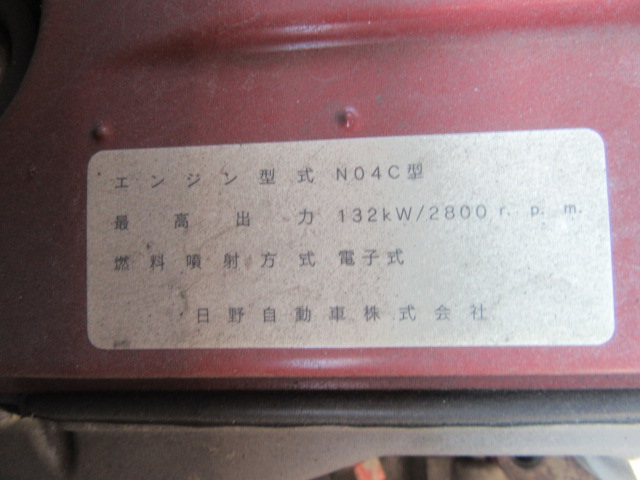 エンジン型式 N04C型
最高出力 132kW/2800 r. p. m.
燃料噴射方式 電子式
日野自動車株式会社